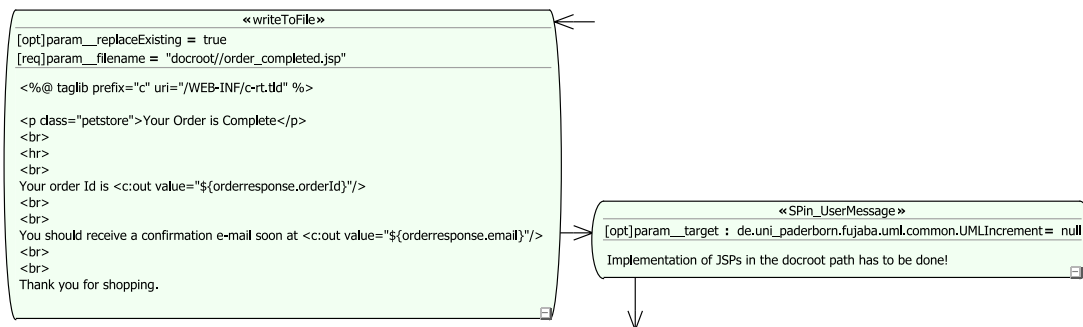 «writeToFile»
[opt]param__replaceExisting = true
[req]param__filename = "docroot//order_completed.jsp"
<%@ taglib prefix="c" uri="/WEB-INF/c-rt.tld" %>
<p class="petstore">Your Order is Complete</p>
<br>
<hr>
<br>
Your order Id is <c:out value="${orderresponse.orderId}"/>
<br>
<br>
You should receive a confirmation e-mail soon at <c:out value="${orderresponse.email}"/>
<br>
<br>
Thank you for shopping.
«SPin_UserMessage»
[opt]param__target : de.uni_paderborn.fujaba.uml.common.UMLIncrement= null
Implementation of JSPs in the docroot path has to be done!